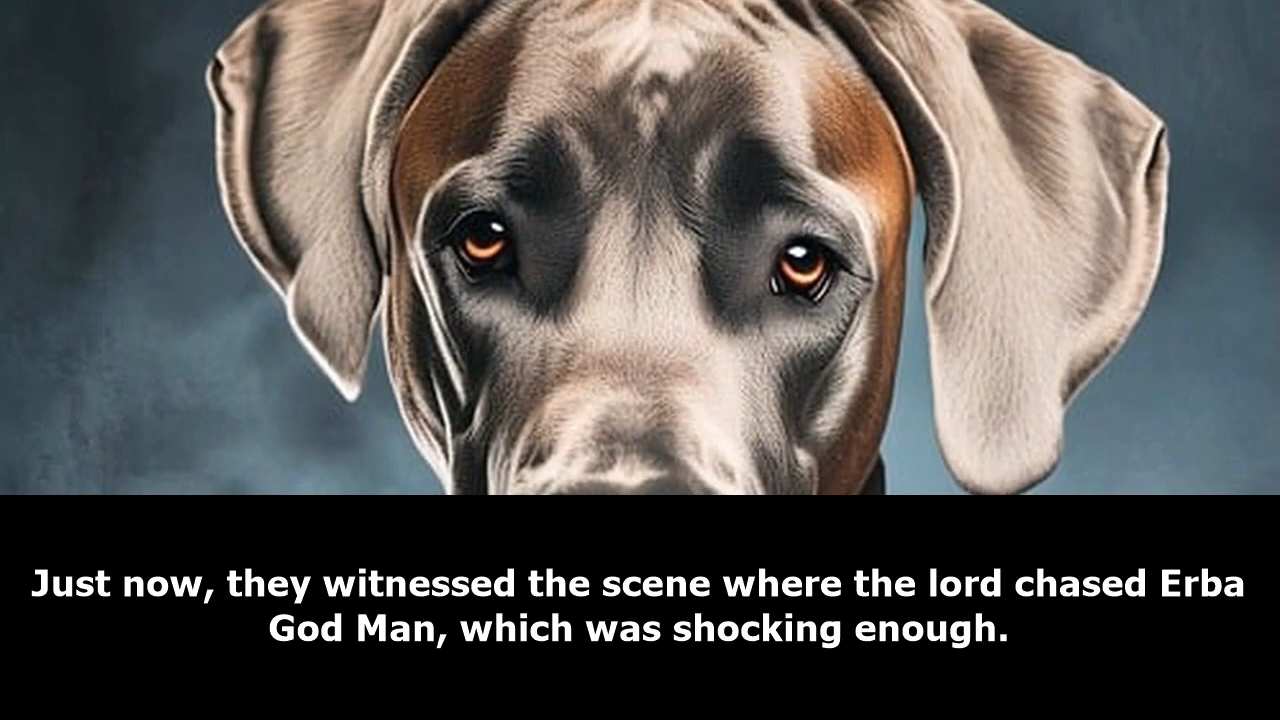 Just now, they witnessed the scene where the lord chased Erba
God Man, which was shocking enough.